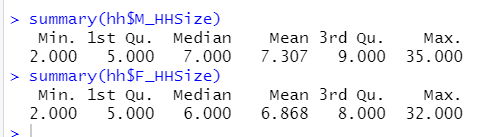 > summary(hh$M_HHSize)
Min. 1st Qu. Median Mean 3rd Qu. Max.
2.000 5.000 7.000 7.307 9.000 35.000
> summary(hh$F_HHSize)
Min. 1st Qu. Median Mean 3rd Qu. Max.
2.000 5.000 6.000 6.868 8.000 32.000
>